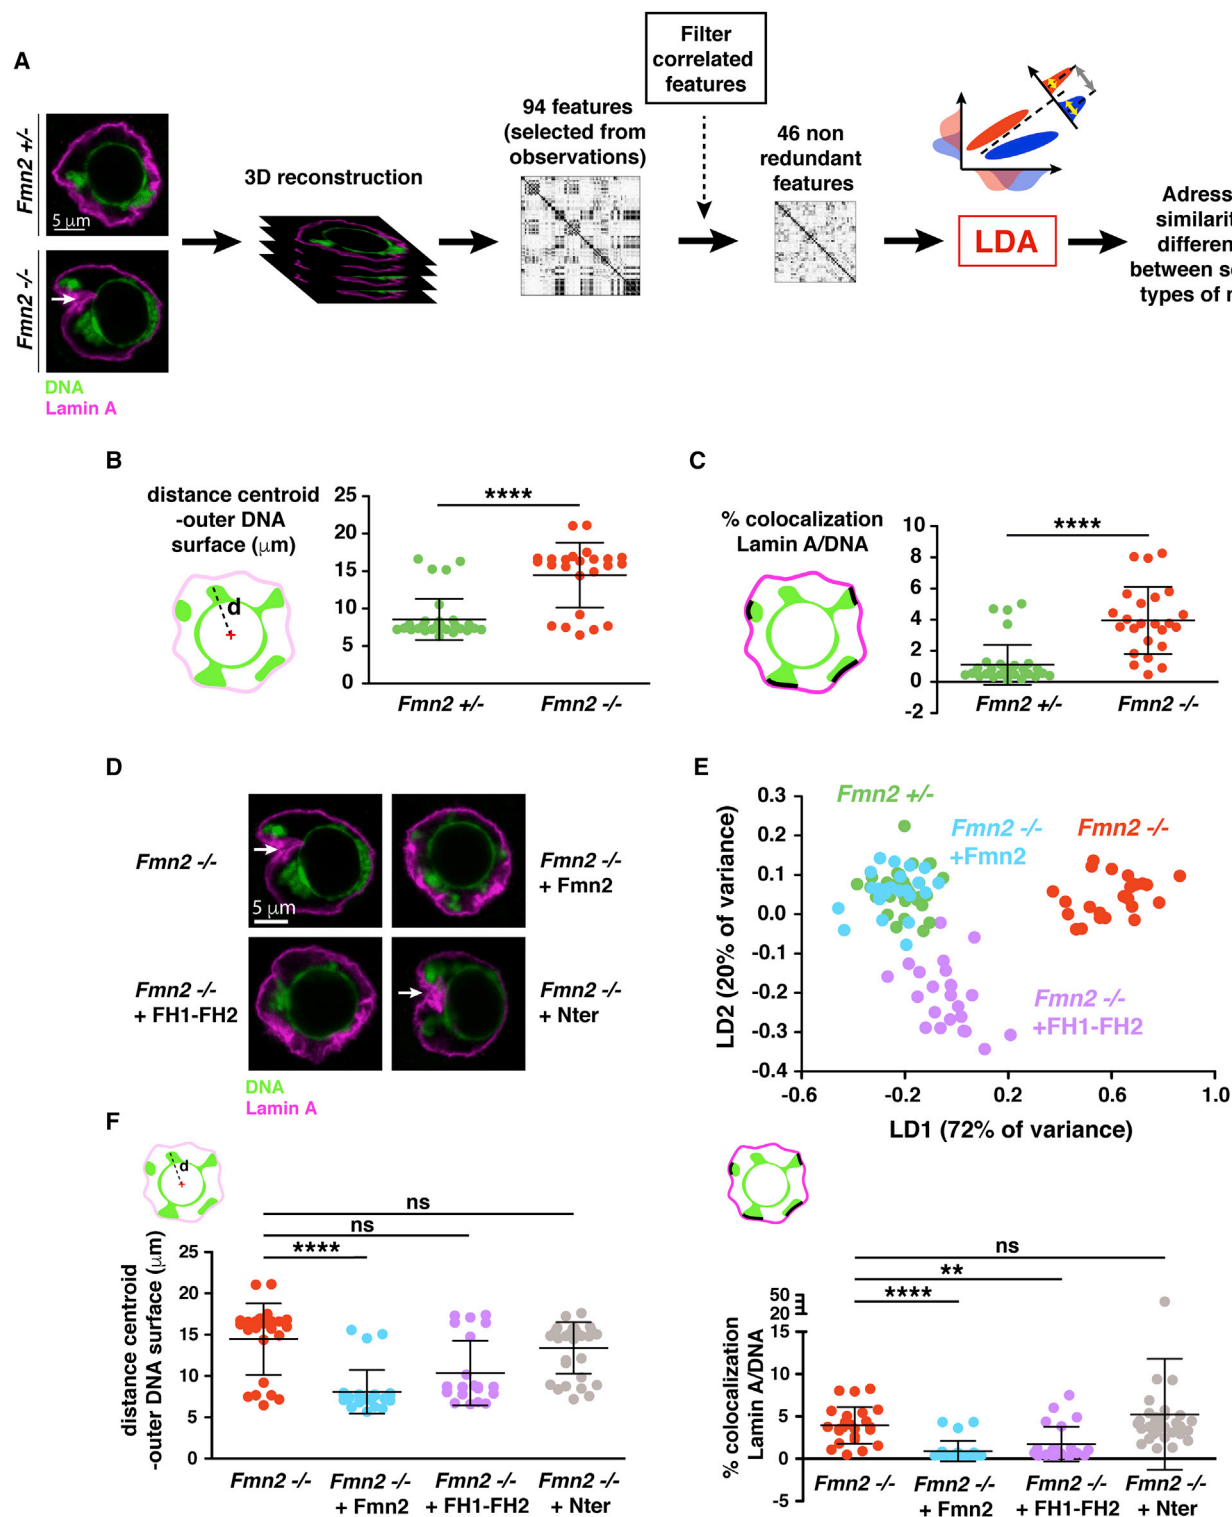 A
Fmn2 +/-
5 µm
Fmn2 -/-
DNA
Lamin A
3D reconstruction
94 features
(selected from
observations)
Filter
correlated
features
46 non
redundant
features
LDA
Adress
similarit
differen
between se
types of n
B
distance centroid
-outer DNA
surface (µm)
d
25
20
15
10
5
0
****
Fmn2 +/-
Fmn2 -/-
C
% colocalization
Lamin A/DNA
10
8
6
4
2
0
-2
****
Fmn2 +/-
Fmn2 -/-
D
Fmn2 -/-
5 µm
Fmn2 -/-
+ Fmn2
Fmn2 -/-
+ FH1-FH2
Fmn2 -/-
+ Nter
DNA
Lamin A
E
LD2 (20% of variance)
0.3
0.2
0.1
0.0
-0.1
-0.2
-0.3
-0.4
Fmn2 +/-
Fmn2 -/-
+Fmn2
Fmn2 -/-
Fmn2 -/-
+FH1-FH2
-0.6
-0.2
0.2
0.6
1.0
LD1 (72% of variance)
F
d
distance centroid
-outer DNA surface (µm)
25
20
15
10
5
0
ns
ns
****
Fmn2 -/-
Fmn2 -/-
+ Fmn2
Fmn2 -/-
+ FH1-FH2
Fmn2 -/-
+ Nter
% colocalization
Lamin A/DNA
50
20
15
10
5
0
-5
ns
**
****
Fmn2 -/-
Fmn2 -/-
+ Fmn2
Fmn2 -/-
+ FH1-FH2
Fmn2 -/-
+ Nter